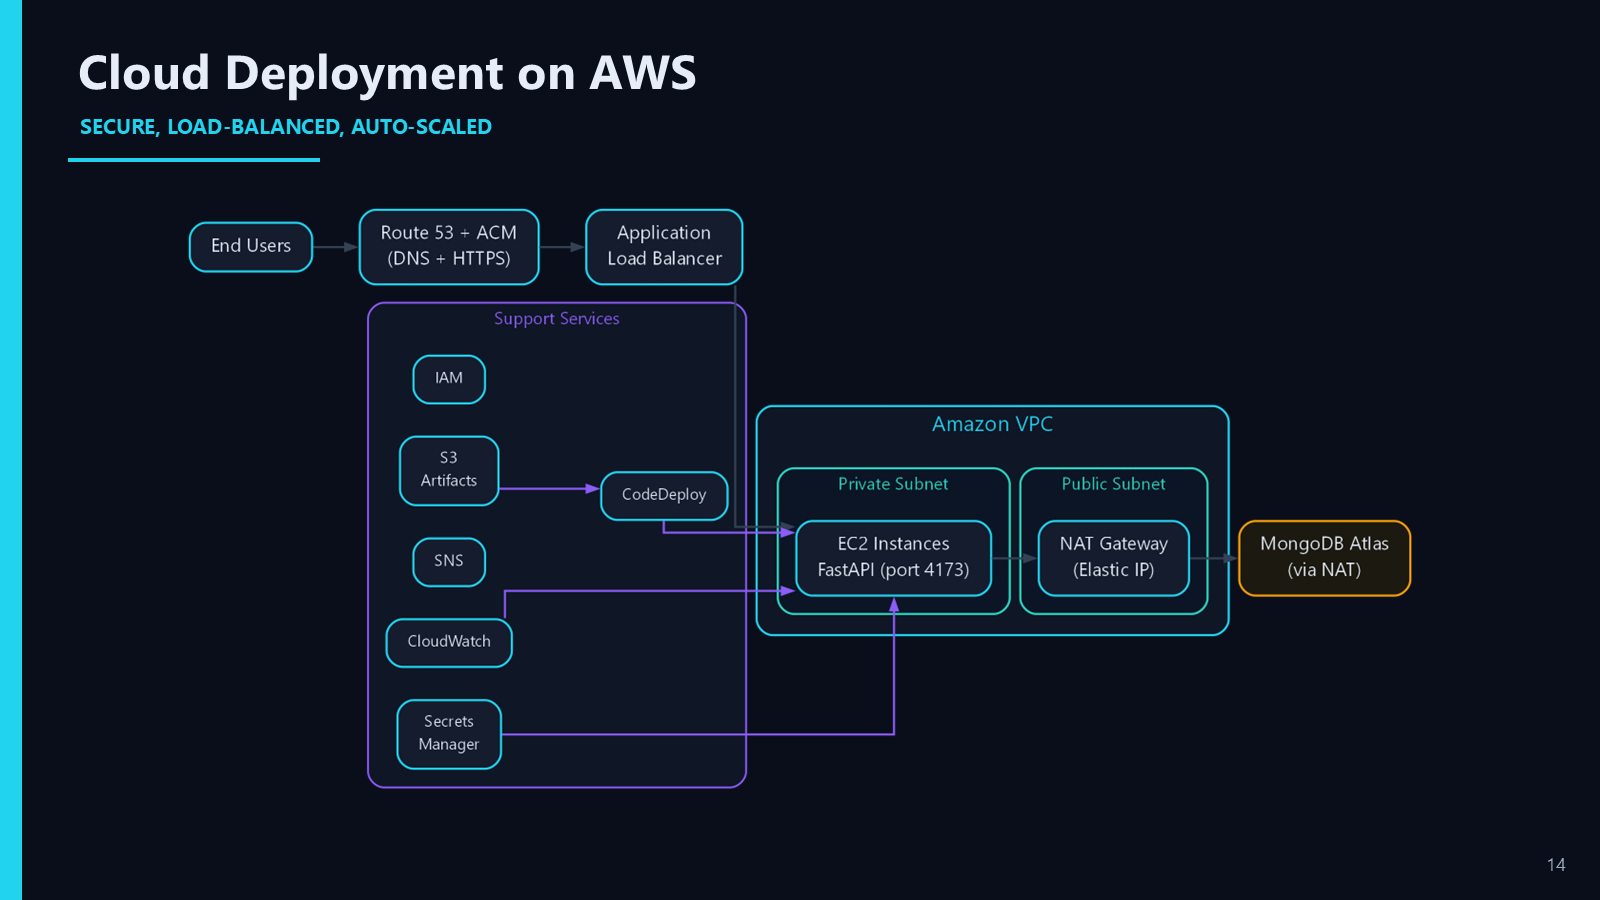 Cloud Deployment on AWS
SECURE, LOAD-BALANCED, AUTO-SCALED
End Users
Route 53 + ACM
(DNS + HTTPS)
Application
Load Balancer
Support Services
IAM
S3
Artifacts
CodeDeploy
SNS
CloudWatch
Secrets
Manager
Amazon VPC
Private Subnet
EC2 Instances
FastAPI (port 4173)
Public Subnet
NAT Gateway
(Elastic IP)
MongoDB Atlas
(via NAT)
14